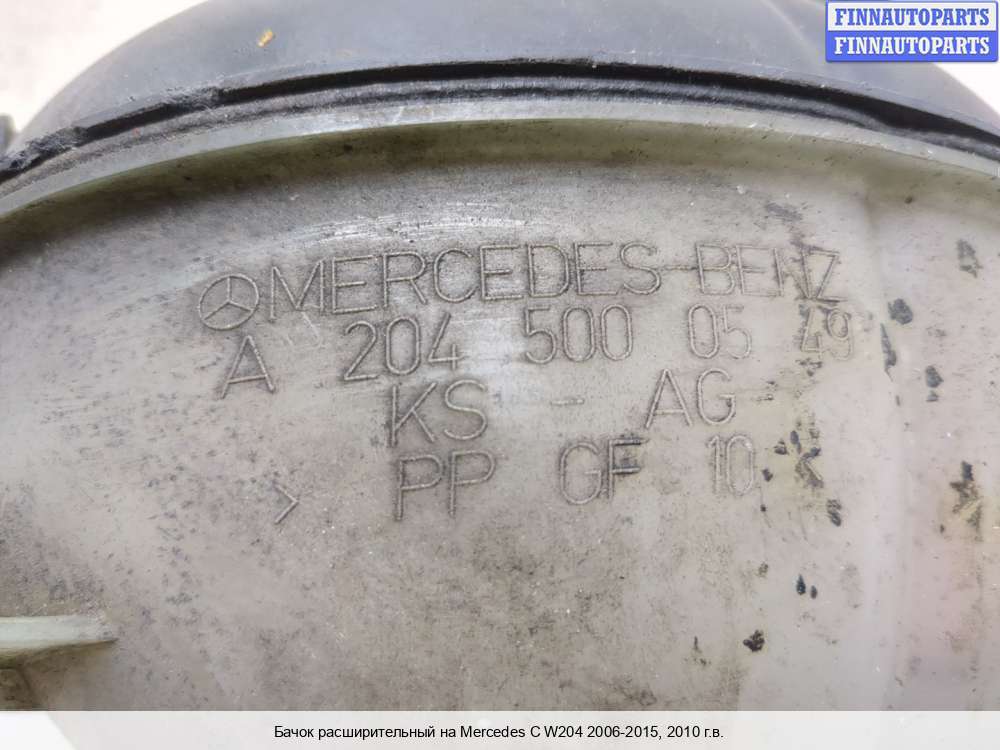 FINNAUTOPARTS
FINNAUTOPARTS
MERCEDES-BENZ
A 204 500 05 49
KS - AG
> PP GF 10 <
Бачок расширительный на Mercedes C W204 2006-2015, 2010 г.в.